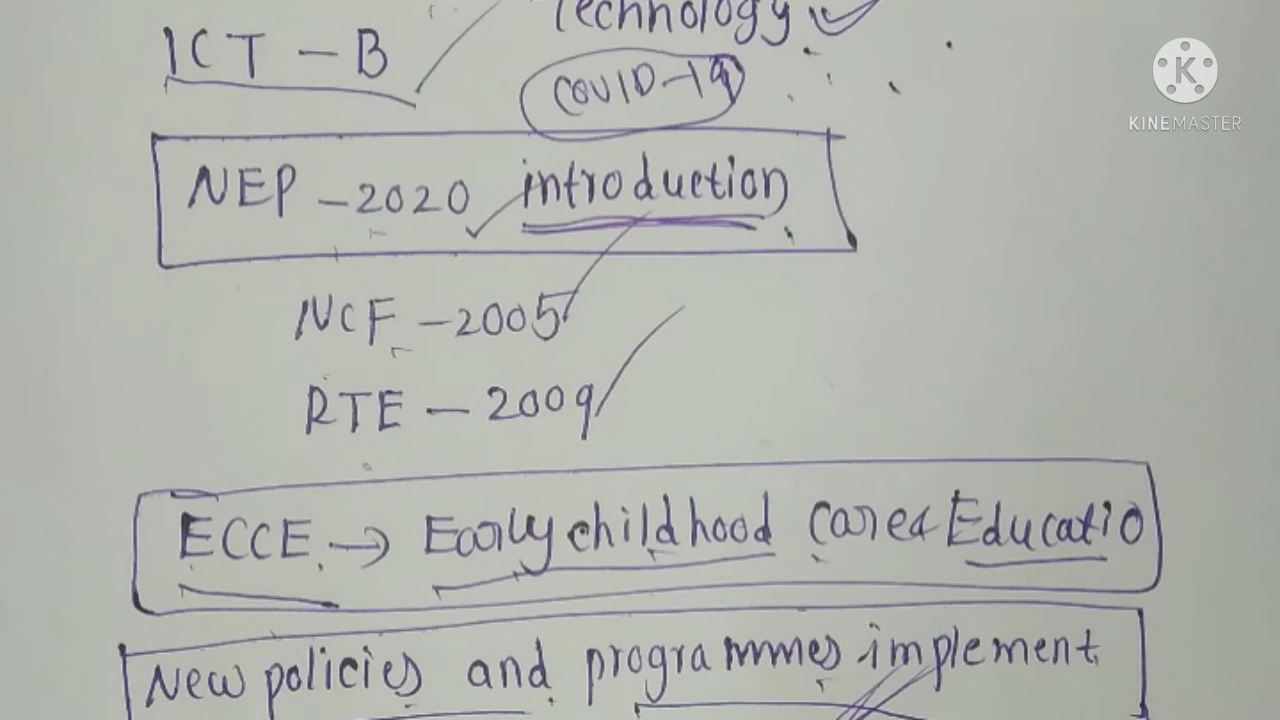 Technology
ICT - B
COVID-19
KINEMASTER
NEP - 2020 introduction
NCF - 2005
RTE - 2009
ECCE → Early childhood Care & Educatio
New policies and programmes implement